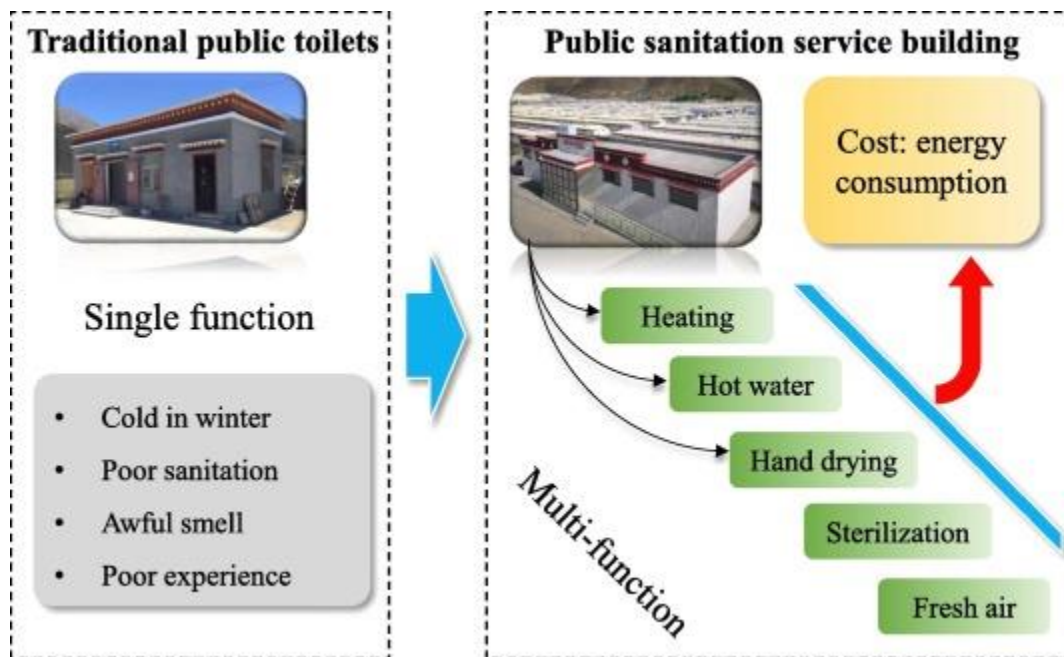 Traditional public toilets
Single function
• Cold in winter
• Poor sanitation
• Awful smell
• Poor experience
Public sanitation service building
Cost: energy
consumption
Heating
Hot water
Hand drying
Sterilization
Fresh air
Multi-function